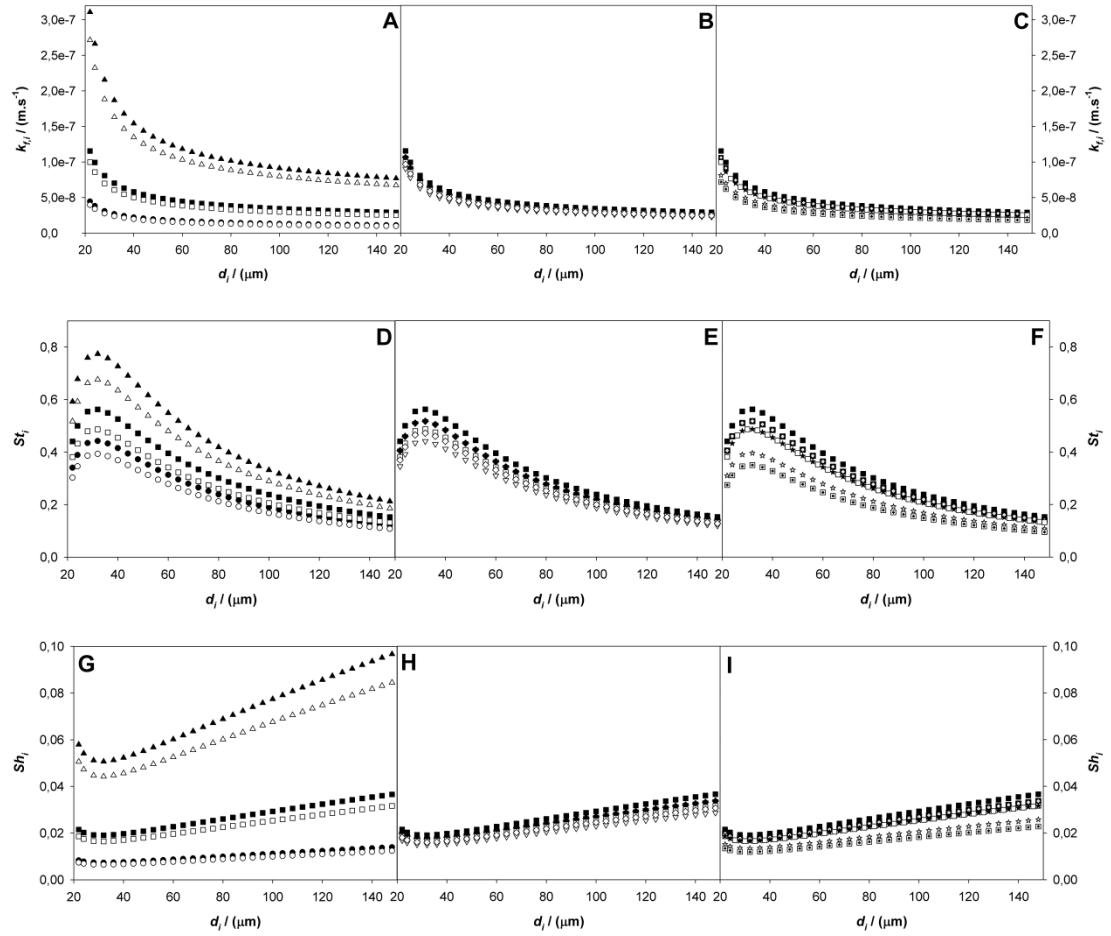 A B C
3,0e-7 3,0e-7
2,5e-7 2,5e-7
2,0e-7 2,0e-7
1,5e-7 1,5e-7
1,0e-7 1,0e-7
5,0e-8 5,0e-8
0,0 0,0
k_f,i / (m.s⁻¹) k_f,i / (m.s⁻¹)
20 40 60 80 100 120 140 20 40 60 80 100 120 140 20 40 60 80 100 120 140
d_i / (μm) d_i / (μm) d_i / (μm)
D E F
0,8 0,8
0,6 0,6
0,4 0,4
0,2 0,2
0,0 0,0
St_i St_i
20 40 60 80 100 120 140 20 40 60 80 100 120 140 20 40 60 80 100 120 140
d_i / (μm) d_i / (μm) d_i / (μm)
G H I
0,10 0,10
0,08 0,08
0,06 0,06
0,04 0,04
0,02 0,02
0,00 0,00
Sh_i Sh_i
20 40 60 80 100 120 140 20 40 60 80 100 120 140 20 40 60 80 100 120 140
d_i / (μm) d_i / (μm) d_i / (μm)